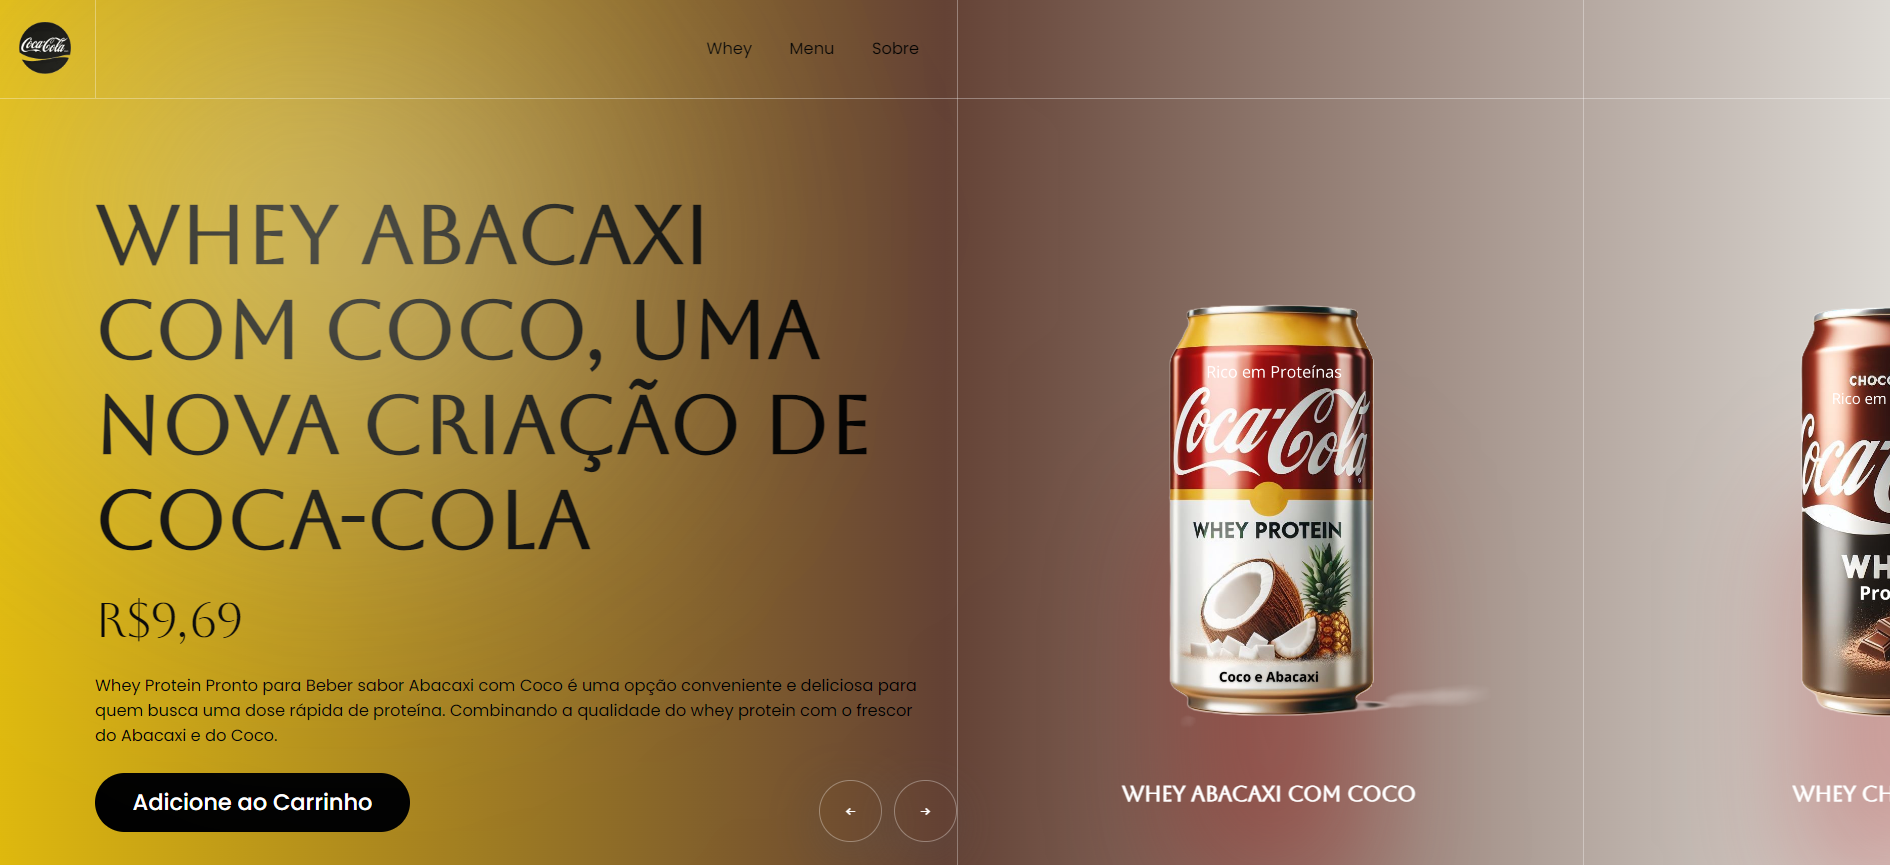 Coca-Cola
Whey
Menu
Sobre
WHEY ABACAXI
COM COCO, UMA
NOVA CRIAÇÃO DE
COCA-COLA
R$9,69
Whey Protein Pronto para Beber sabor Abacaxi com Coco é uma opção conveniente e deliciosa para
quem busca uma dose rápida de proteína. Combinando a qualidade do whey protein com o frescor
do Abacaxi e do Coco.
Adicione ao Carrinho
Rico em Proteínas
Coca-Cola
WHEY PROTEIN
Coco e Abacaxi
WHEY ABACAXI COM COCO
CHOCO
Rico em
Coca-C
WH
Pro
WHEY CH